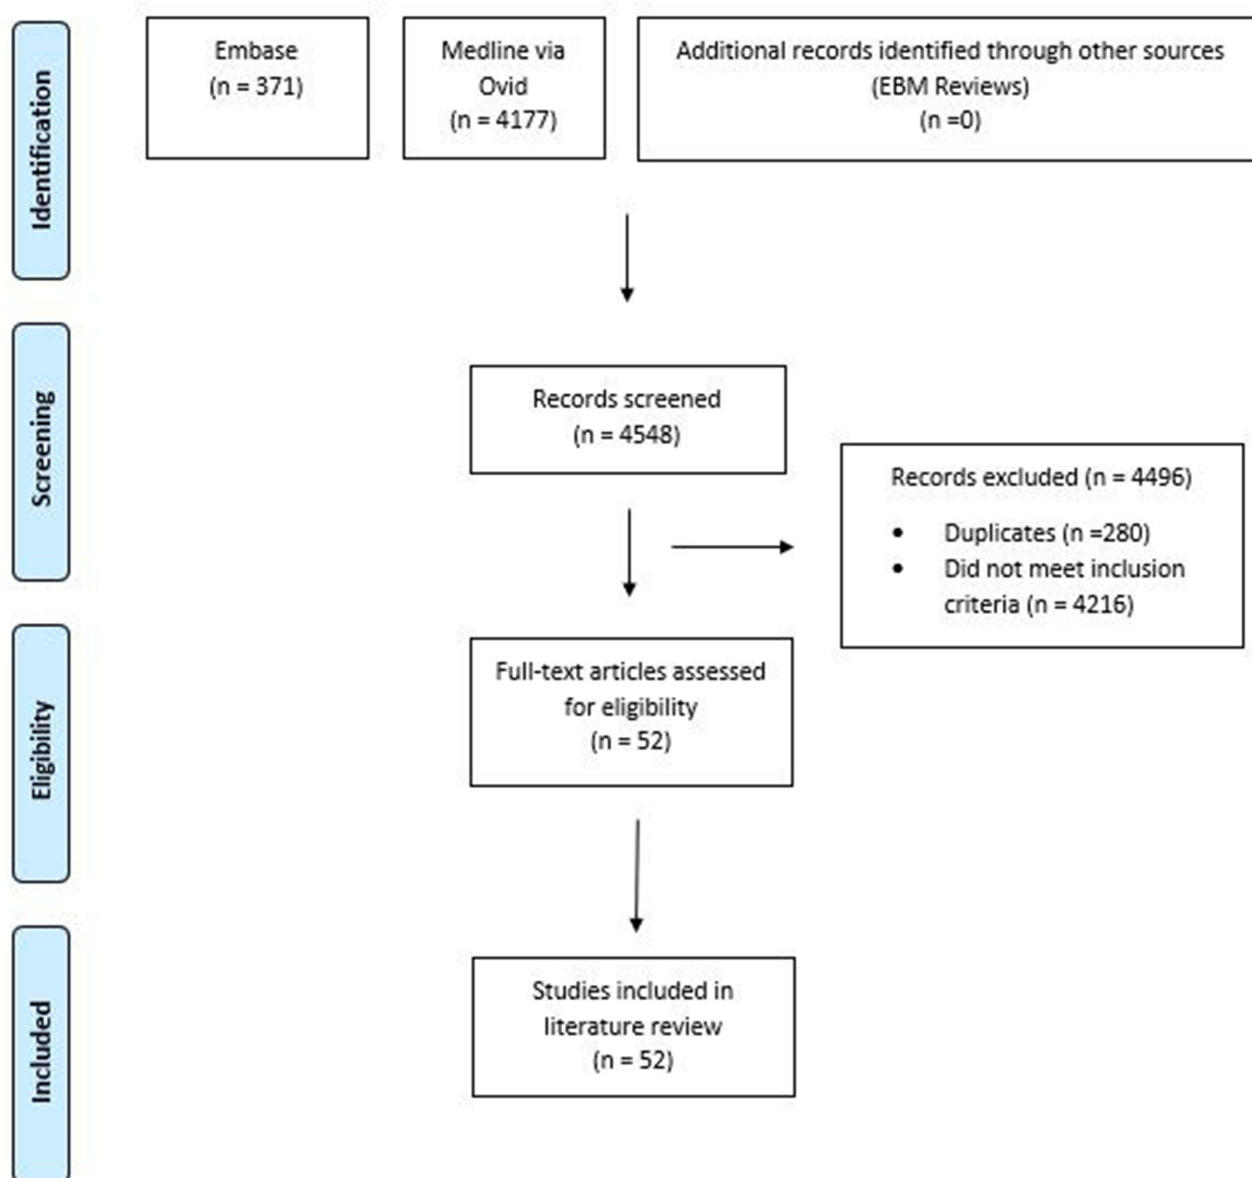 Identification
Embase
(n = 371)
Medline via
Ovid
(n = 4177)
Additional records identified through other sources
(EBM Reviews)
(n =0)
Screening
Records screened
(n = 4548)
Records excluded (n = 4496)
• Duplicates (n =280)
• Did not meet inclusion
criteria (n = 4216)
Eligibility
Full-text articles assessed
for eligibility
(n = 52)
Included
Studies included in
literature review
(n = 52)